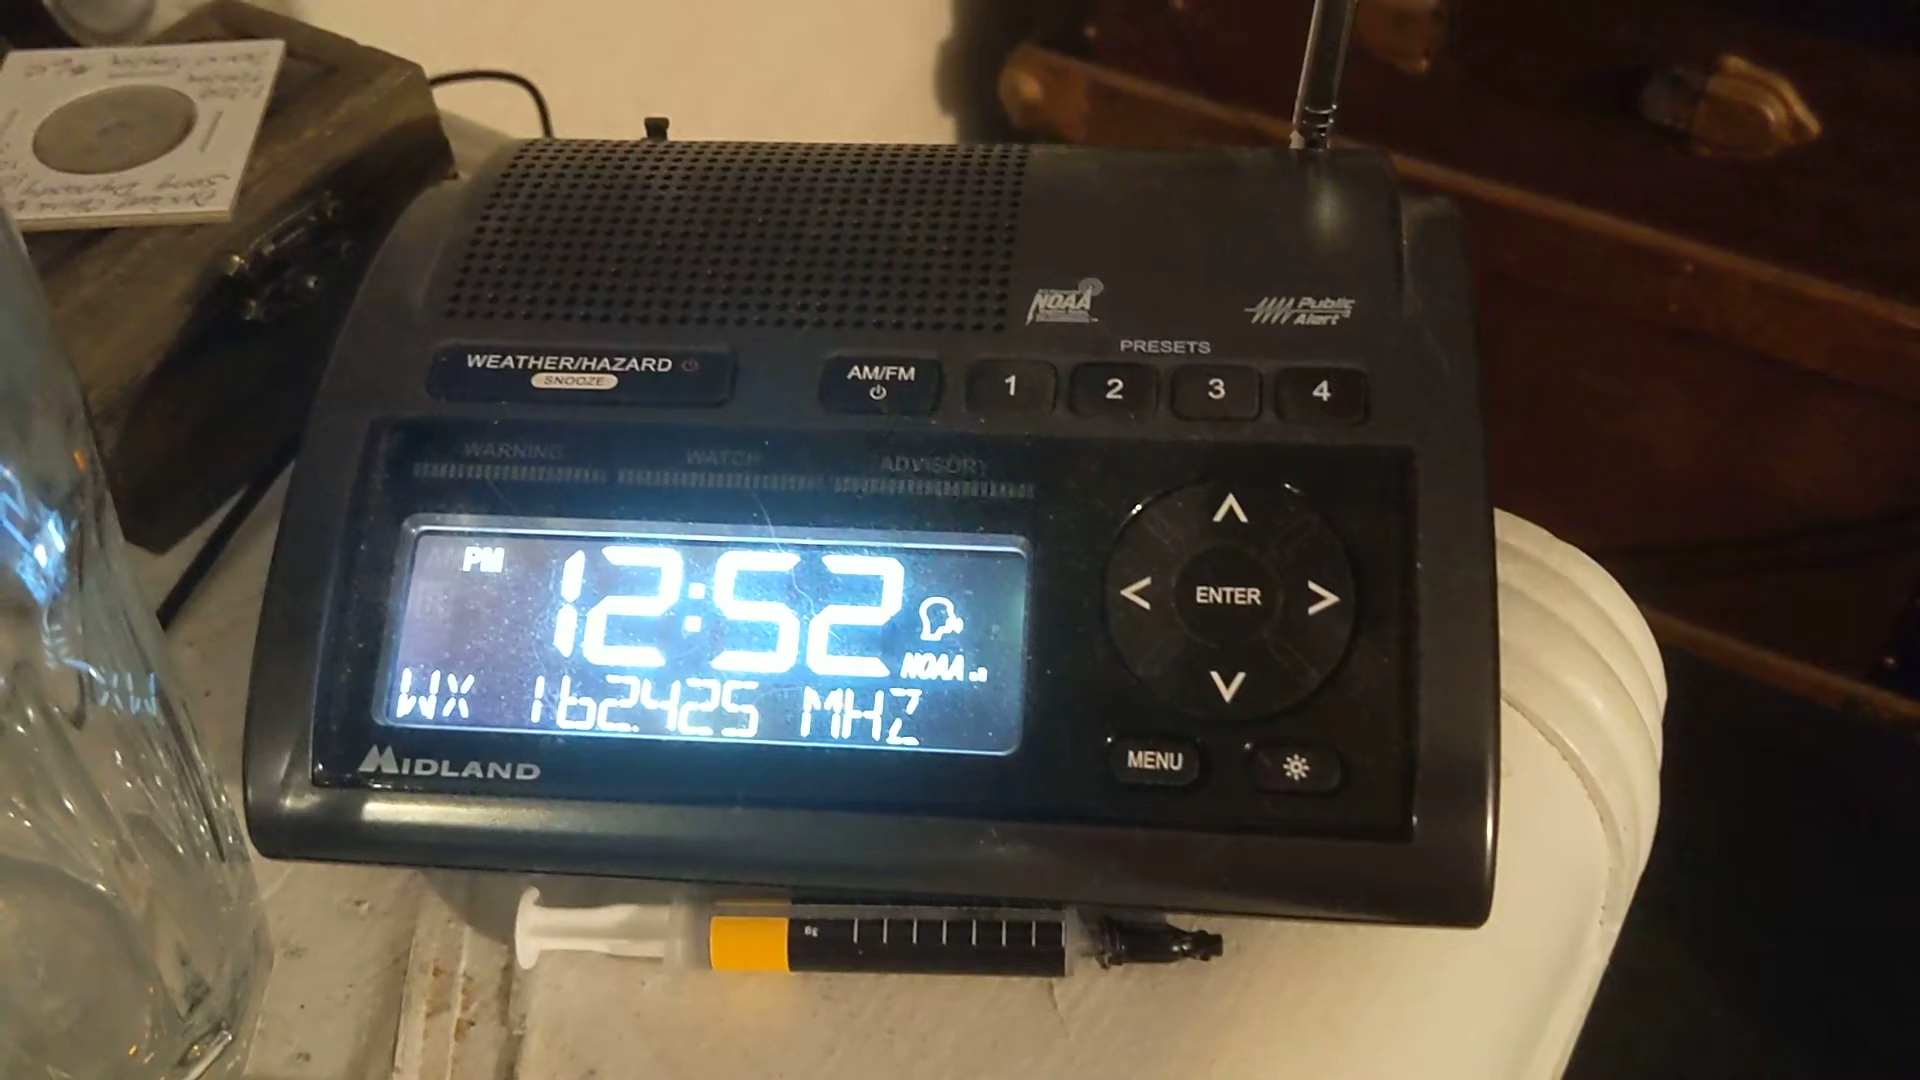 NOAA
Public
Alert
PRESETS
WEATHER/HAZARD
SNOOZE
AM/FM
1
2
3
4
WARNING
WATCH
ADVISORY
PM
12:52
NOAA
WX 162.425 MHZ
ENTER
MENU
MIDLAND
3g